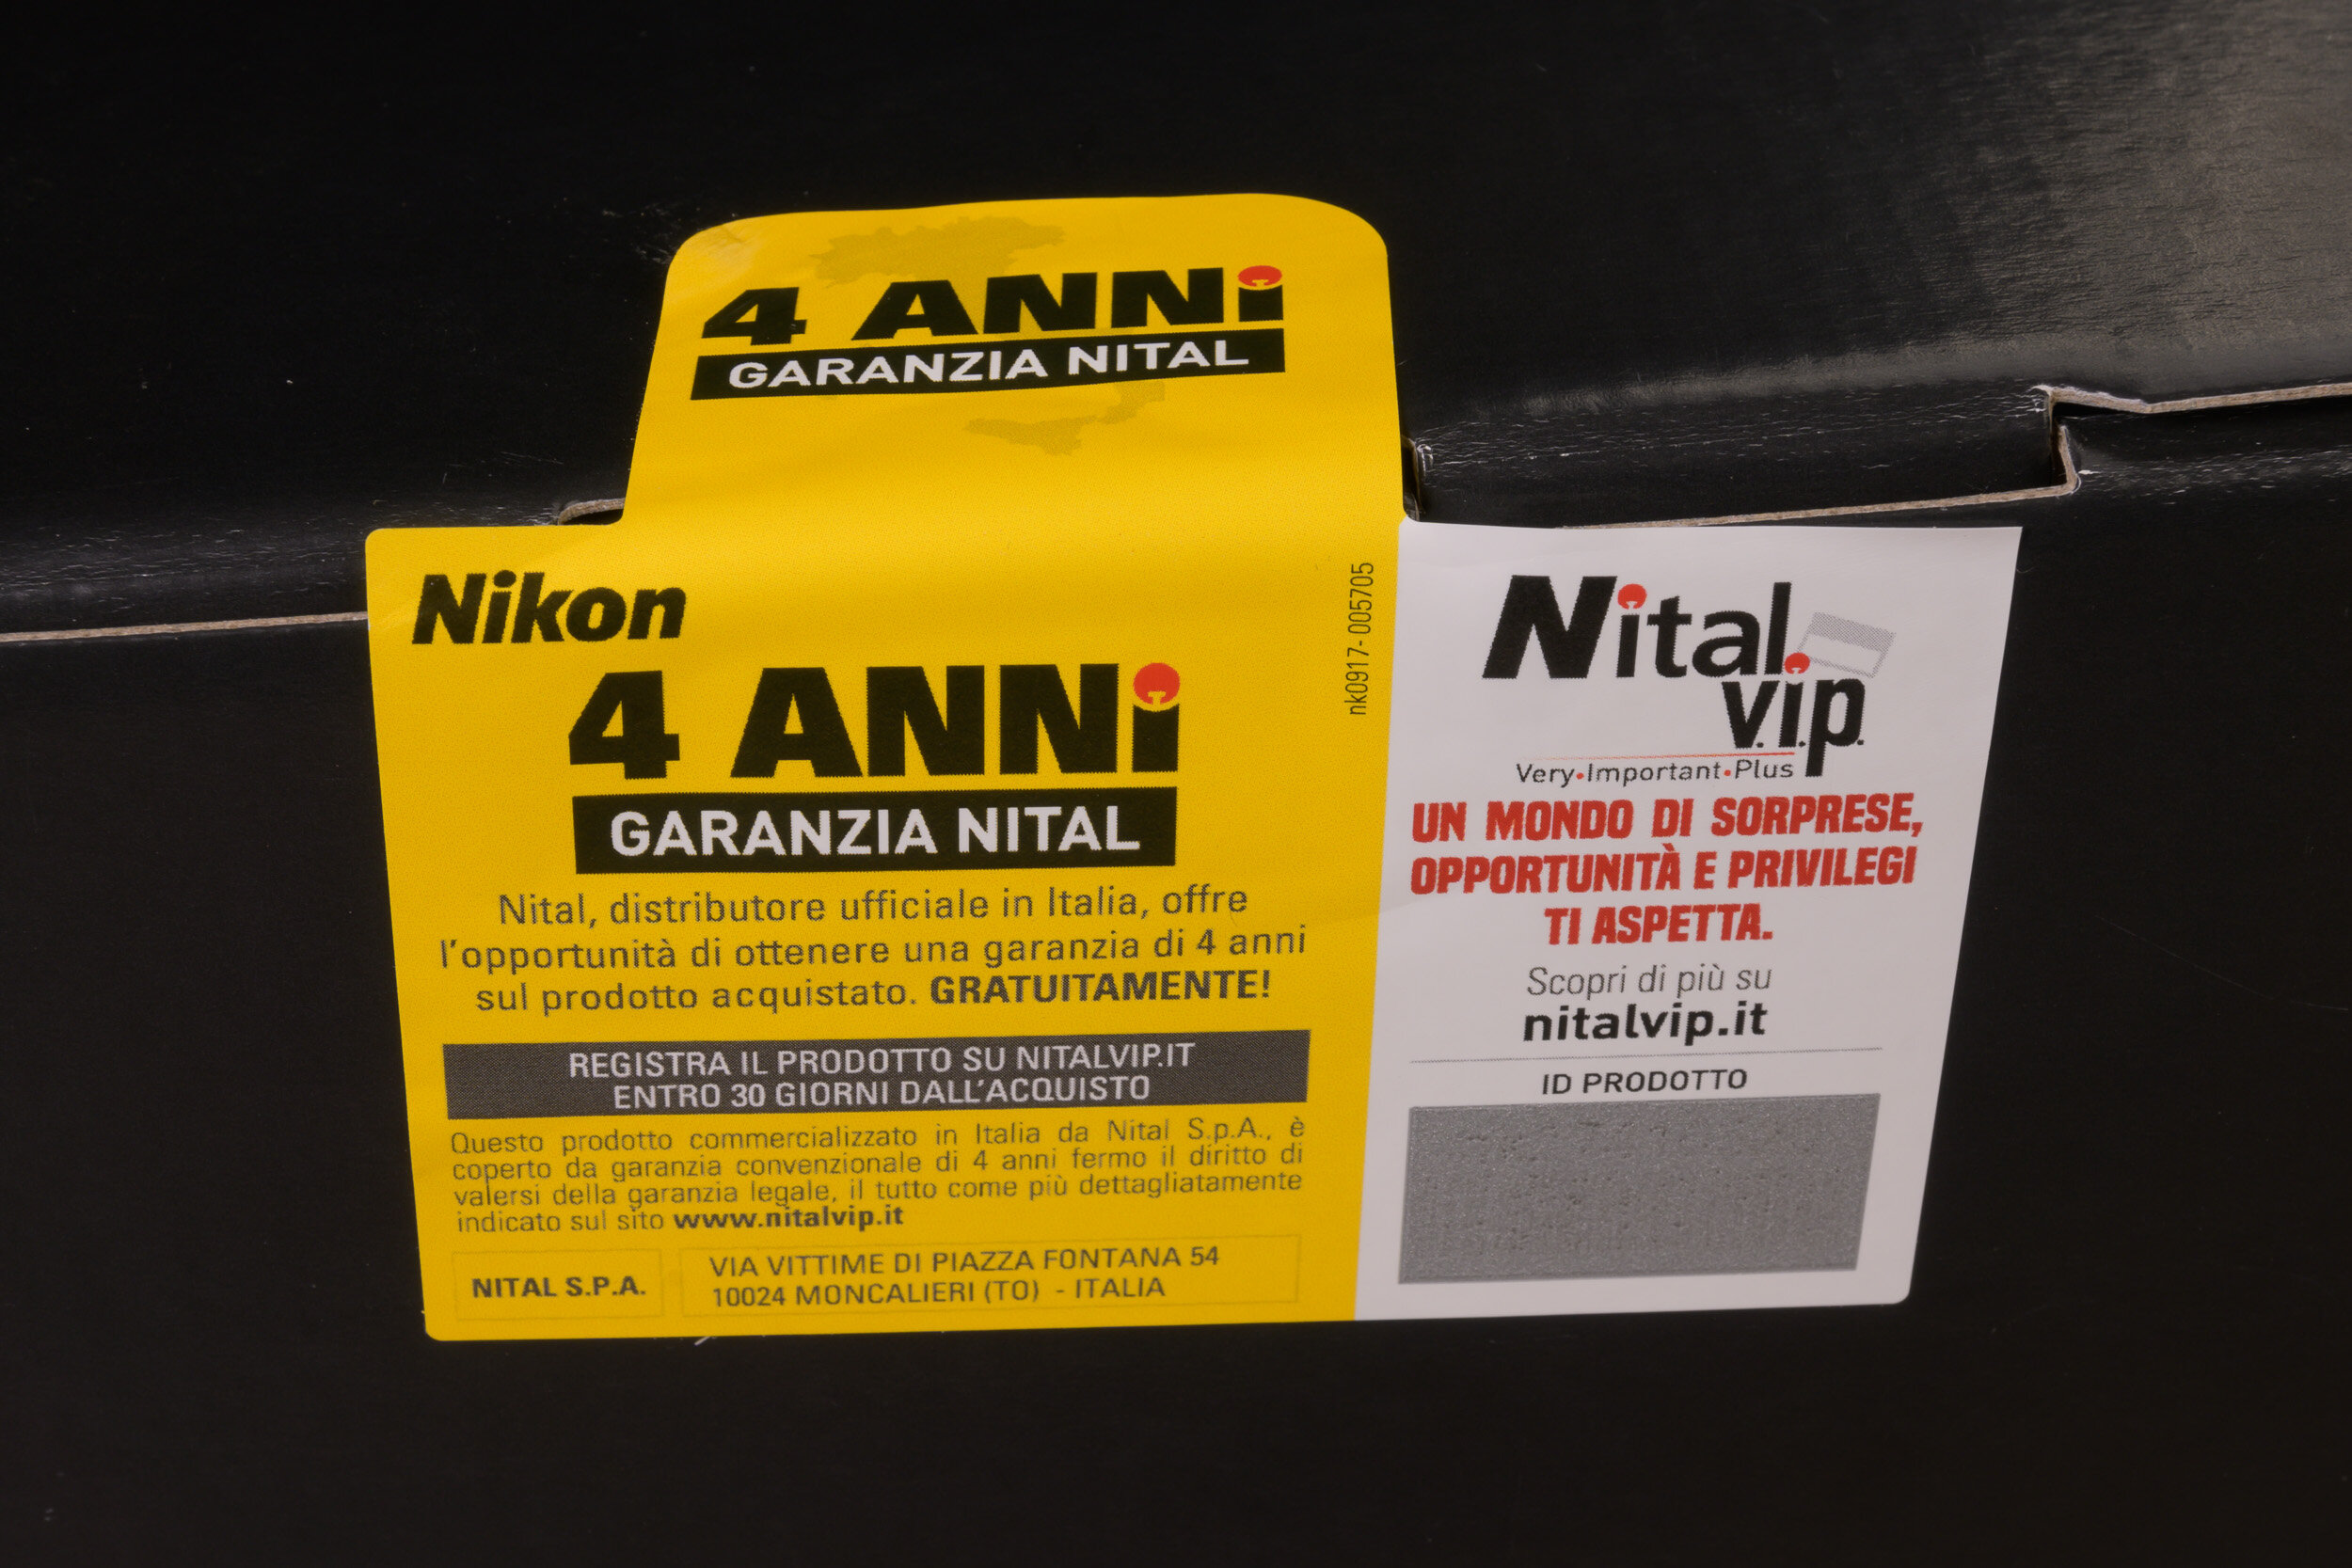 4 ANNi
GARANZIA NITAL
Nikon
4 ANNi
GARANZIA NITAL
Nital, distributore ufficiale in Italia, offre
l'opportunità di ottenere una garanzia di 4 anni
sul prodotto acquistato. GRATUITAMENTE!
REGISTRA IL PRODOTTO SU NITALVIP.IT
ENTRO 30 GIORNI DALL'ACQUISTO
Questo prodotto commercializzato in Italia da Nital S.p.A., è
coperto da garanzia convenzionale di 4 anni fermo il diritto di
valersi della garanzia legale, il tutto come più dettagliatamente
indicato sul sito www.nitalvip.it
NITAL S.P.A.
VIA VITTIME DI PIAZZA FONTANA 54
10024 MONCALIERI (TO) - ITALIA
nk0917- 005705
Nital.
v.i.p.
Very•Important•Plus
UN MONDO DI SORPRESE,
OPPORTUNITÀ E PRIVILEGI
TI ASPETTA.
Scopri di più su
nitalvip.it
ID PRODOTTO